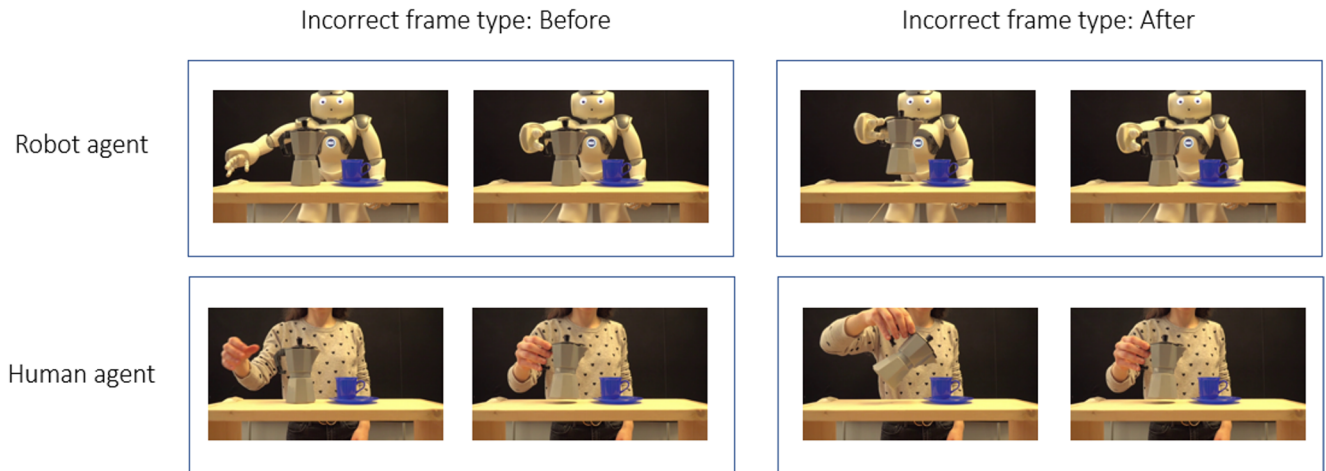 Incorrect frame type: Before
Incorrect frame type: After
Robot agent
Human agent